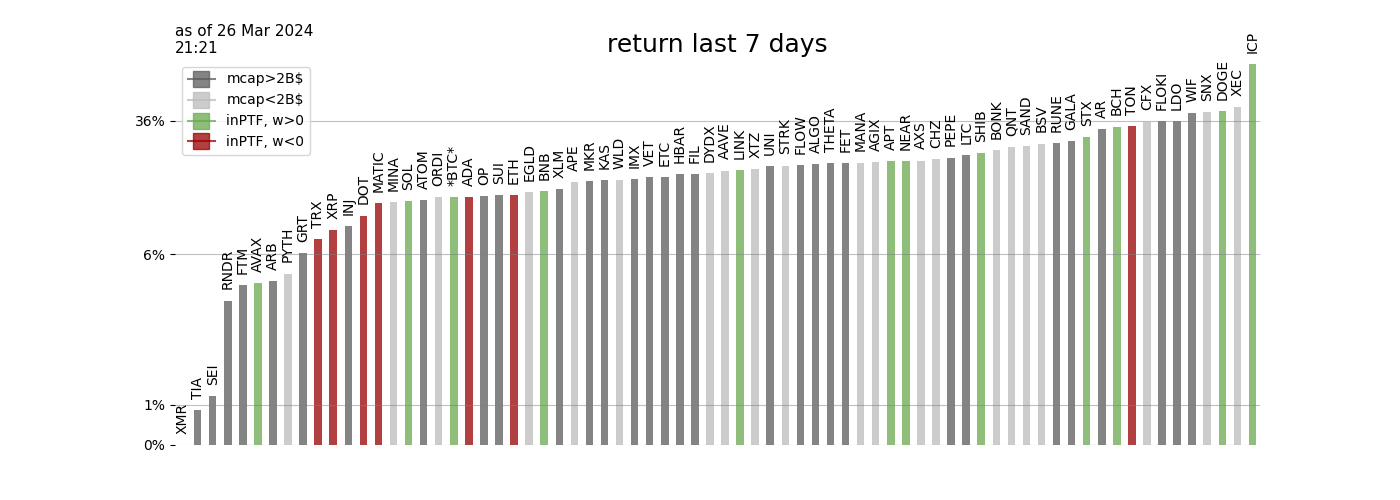 as of 26 Mar 2024
21:21
return last 7 days
mcap>2B$
mcap<2B$
inPTF, w>0
inPTF, w<0
36%
6%
1%
0%
XMR
TIA
SEI
RNDR
FTM
AVAX
ARB
PYTH
GRT
TRX
XRP
INJ
DOT
MATIC
MINA
SOL
ATOM
ORDI
*BTC*
ADA
OP
SUI
ETH
EGLD
BNB
XLM
APE
MKR
KAS
WLD
IMX
VET
ETC
HBAR
FIL
DYDX
AAVE
LINK
XTZ
UNI
STRK
FLOW
ALGO
THETA
FET
MANA
AGIX
APT
NEAR
AXS
CHZ
PEPE
LTC
SHIB
BONK
QNT
SAND
BSV
RUNE
GALA
STX
AR
BCH
TON
CFX
FLOKI
LDO
WIF
SNX
DOGE
XEC
ICP